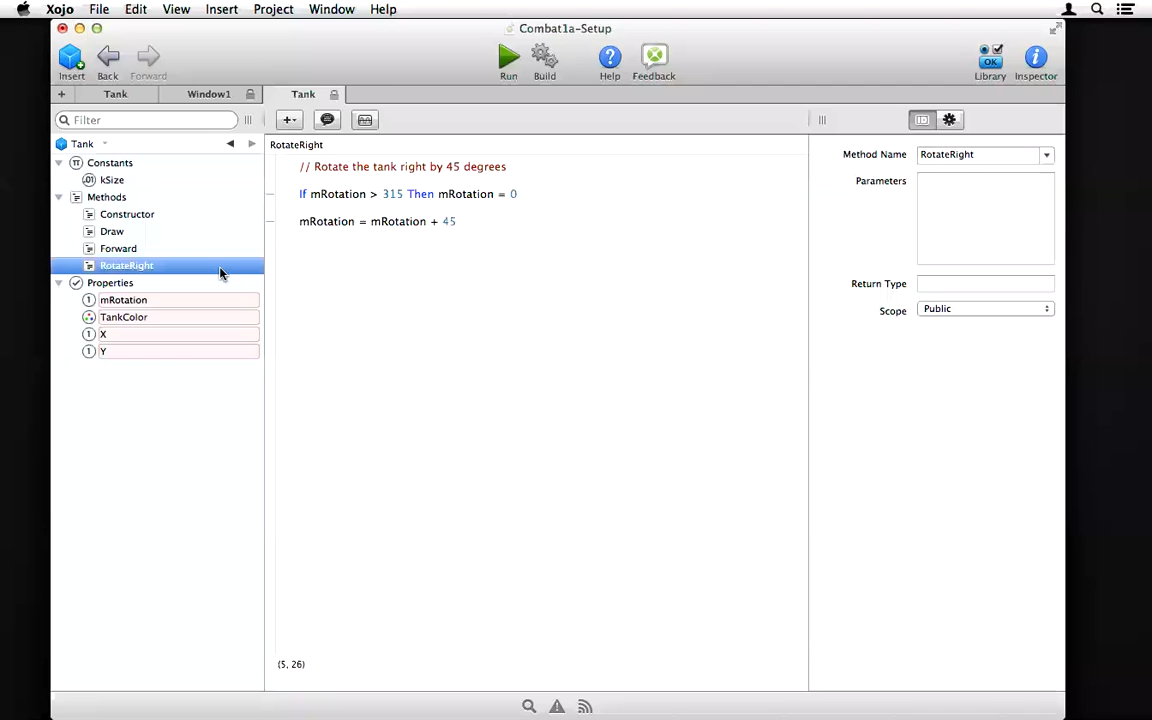 Xojo File Edit View Insert Project Window Help
Combat1a-Setup
Insert Back Forward Run Build Help Feedback OK Library Inspector
+ Tank Window1 Tank
Filter
Tank
Constants
kSize
Methods
Constructor
Draw
Forward
RotateRight
Properties
mRotation
TankColor
X
Y
RotateRight
// Rotate the tank right by 45 degrees
If mRotation > 315 Then mRotation = 0
mRotation = mRotation + 45
(5, 26)
Method Name RotateRight
Parameters
Return Type
Scope Public